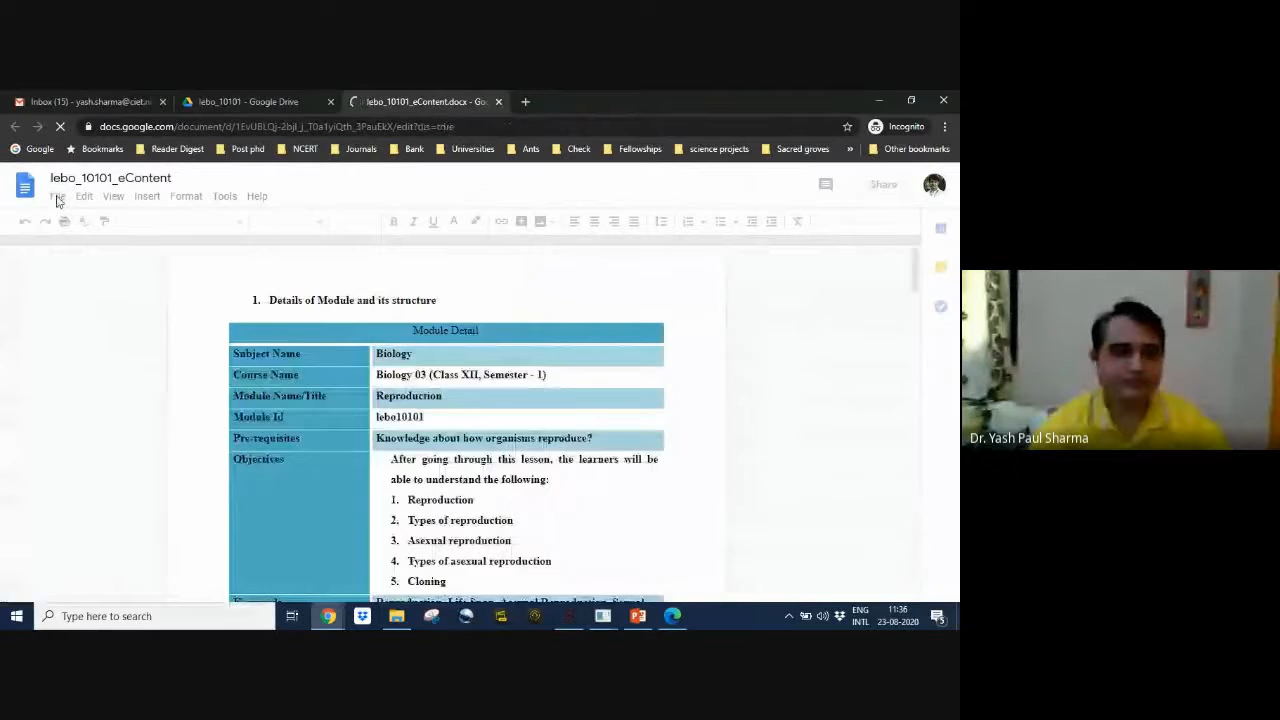 Inbox (15) - yash.sharma@ciet.ni
lebo_10101 - Google Drive
lebo_10101_eContent.docx - Go
docs.google.com/document/d/
Incognito
Google
Bookmarks
Reader Digest
Post phd
NCERT
Journals
Bank
Universities
Ants
Check
Fellowships
science projects
Sacred groves
Other bookmarks
lebo_10101_eContent
File Edit View Insert Format Tools Help
Share
1. Details of Module and its structure
Module Detail
Subject Name Biology
Course Name Biology 03 (Class XII, Semester - 1)
Module Name/Title Reproduction
Module Id lebo10101
Pre-requisites Knowledge about how organisms reproduce?
Objectives After going through this lesson, the learners will be
able to understand the following:
1. Reproduction
2. Types of reproduction
3. Asexual reproduction
4. Types of asexual reproduction
5. Cloning
Dr. Yash Paul Sharma
Type here to search
ENG
INTL
11:36
23-08-2020